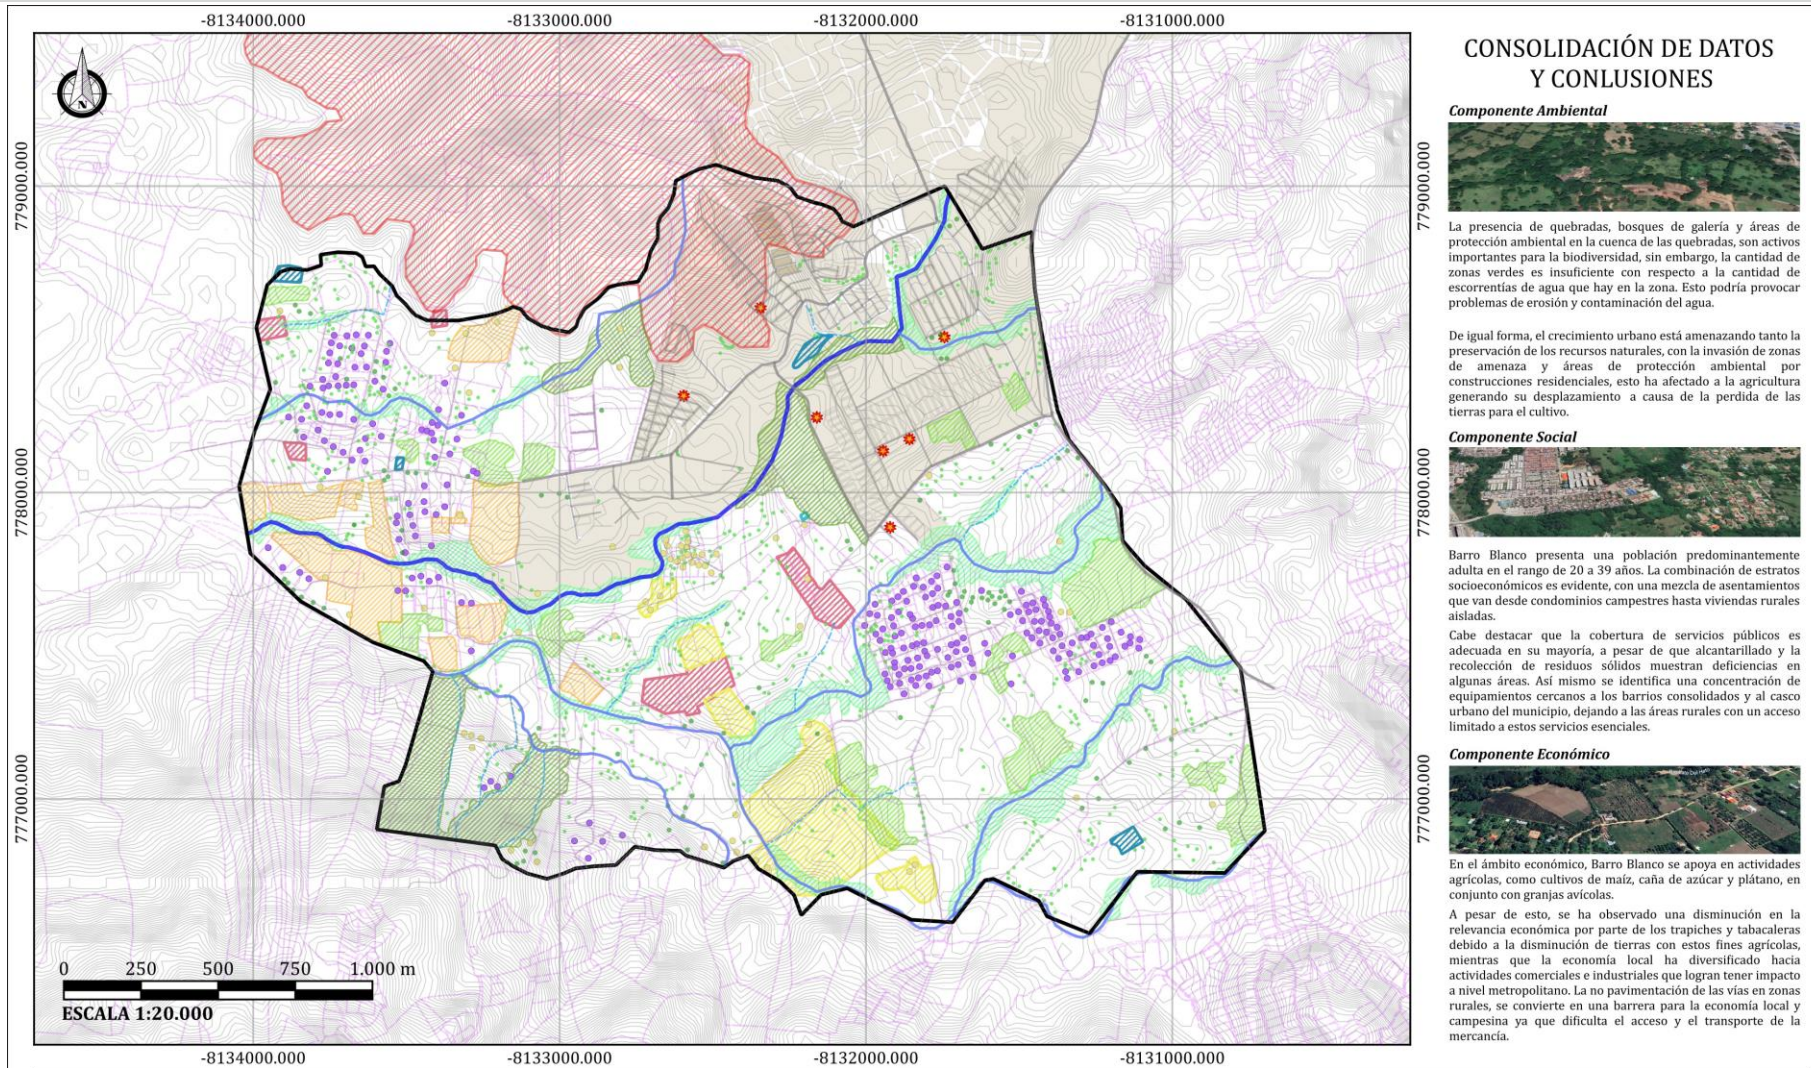 -8134000.000 -8133000.000 -8132000.000 -8131000.000
779000.000 779000.000
778000.000 778000.000
777000.000 777000.000
N
0 250 500 750 1.000 m
ESCALA 1:20.000
-8134000.000 -8133000.000 -8132000.000 -8131000.000
CONSOLIDACIÓN DE DATOS
Y CONLUSIONES
Componente Ambiental
La presencia de quebradas, bosques de galería y áreas de
protección ambiental en la cuenca de las quebradas, son activos
importantes para la biodiversidad, sin embargo, la cantidad de
zonas verdes es insuficiente con respecto a la cantidad de
escorrentías de agua que hay en la zona. Esto podría provocar
problemas de erosión y contaminación del agua.
De igual forma, el crecimiento urbano está amenazando tanto la
preservación de los recursos naturales, con la invasión de zonas
de amenaza y áreas de protección ambiental por
construcciones residenciales, esto ha afectado a la agricultura
generando su desplazamiento a causa de la perdida de las
tierras para el cultivo.
Componente Social
Barro Blanco presenta una población predominantemente
adulta en el rango de 20 a 39 años. La combinación de estratos
socioeconómicos es evidente, con una mezcla de asentamientos
que van desde condominios campestres hasta viviendas rurales
aisladas.
Cabe destacar que la cobertura de servicios públicos es
adecuada en su mayoría, a pesar de que alcantarillado y la
recolección de residuos sólidos muestran deficiencias en
algunas áreas. Así mismo se identifica una concentración de
equipamientos cercanos a los barrios consolidados y al casco
urbano del municipio, dejando a las áreas rurales con un acceso
limitado a estos servicios esenciales.
Componente Económico
En el ámbito económico, Barro Blanco se apoya en actividades
agrícolas, como cultivos de maíz, caña de azúcar y plátano, en
conjunto con granjas avícolas.
A pesar de esto, se ha observado una disminución en la
relevancia económica por parte de los trapiches y tabacaleras
debido a la disminución de tierras con estos fines agrícolas,
mientras que la economía local ha diversificado hacia
actividades comerciales e industriales que logran tener impacto
a nivel metropolitano. La no pavimentación de las vías en zonas
rurales, se convierte en una barrera para la economía local y
campesina ya que dificulta el acceso y el transporte de la
mercancía.